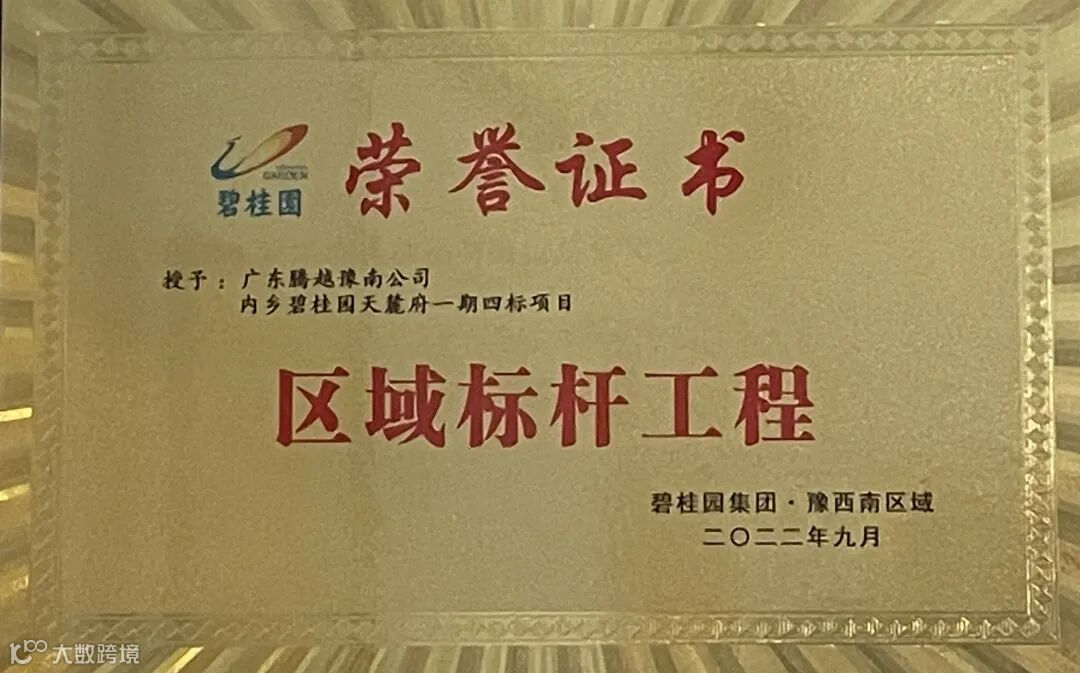 GARDEN
碧桂园
荣誉证书
授予：广东腾越豫南公司
内乡碧桂园天麓府一期四标项目
区域标杆工程
碧桂园集团·豫西南区域
二〇二二年九月
大数跨境